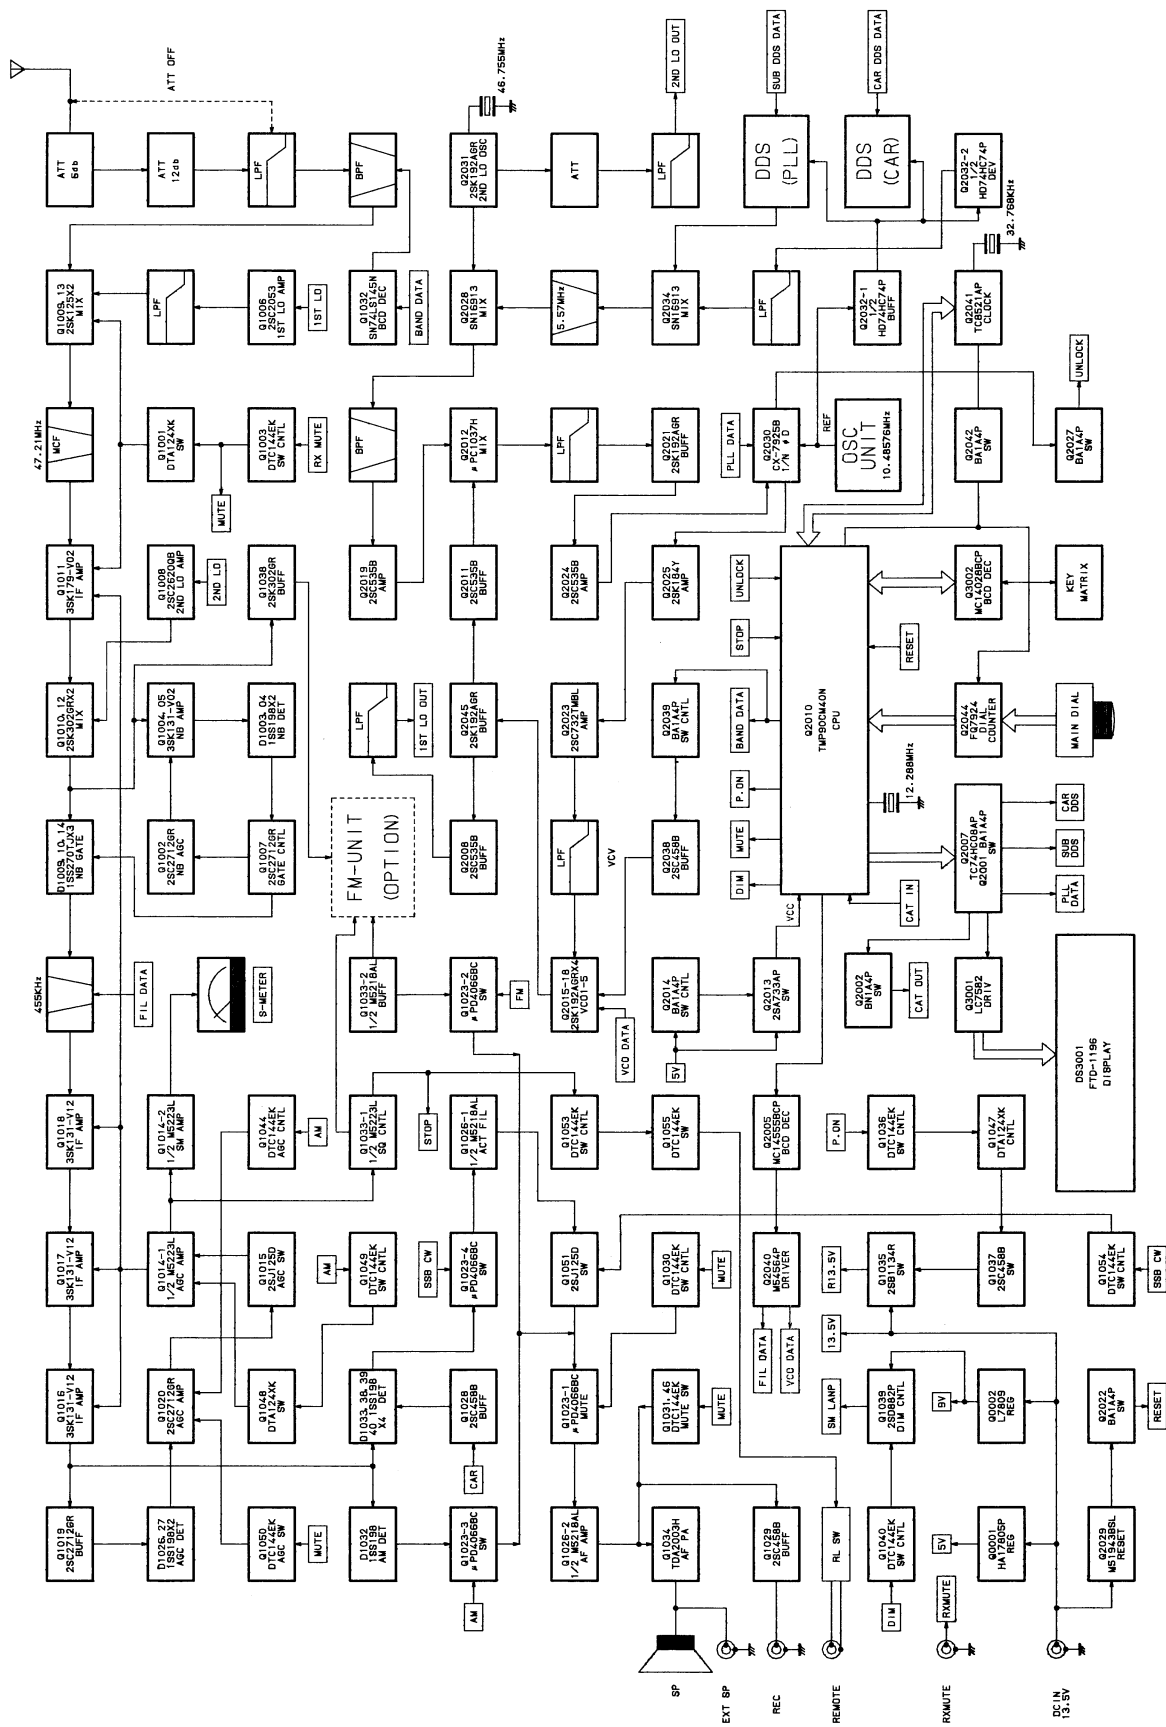 ATT OFF
ATT
6db
ATT
12db
LPF
BPF
46.755MHz
Q2031
2SK192AGR
2ND LO OSC
ATT
LPF
2ND LO OUT
SUB DDS DATA
DDS
(PLL)
CAR DDS DATA
DDS
(CAR)
Q2032-2
1/2
HD74HC74P
DEV
32.768KHz
Q1009.13
2SK125X2
MIX
LPF
Q1006
2SC2053
1ST LO AMP
1ST LO
Q1032
SN74LS145N
BCD DEC
BAND DATA
Q2028
SN16913
MIX
5.57MHz
Q2034
SN16913
MIX
LPF
Q2032-1
1/2
HD74HC74P
BUFF
Q2041
TC8521AP
CLOCK
UNLOCK
47.21MHz
MCF
Q1001
DTA124XK
SW
MUTE
Q1003
DTC144EK
SW CNTL
RX MUTE
BPF
Q2012
μPC1037H
MIX
LPF
Q2021
2SK192AGR
BUFF
PLL DATA
Q2030
CX-7925B
1/N #D
REF
OSC
UNIT
10.48576MHz
Q2042
BA1A4P
SW
Q2027
BA1A4P
SW
Q1011
3SK179-V02
IF AMP
Q1008
2SC2620QB
2ND LO AMP
2ND LO
Q1038
2SK302GR
BUFF
Q2019
2SC535B
AMP
Q2011
2SC535B
BUFF
Q2024
2SC535B
AMP
Q2025
2SK184Y
AMP
UNLOCK
STOP
Q3002
MC14028BBCP
BCD DEC
KEY
MATRIX
RESET
Q1010.12
2SK302GRX2
MIX
Q1004.05
3SK131-V02
NB AMP
D1003.04
1SS198X2
NB DET
LPF
1ST LO OUT
Q2045
2SK192AGR
BUFF
Q2023
2SC732TMBL
AMP
Q2039
BA1A4P
SW CNTL
BAND DATA
Q2010
TMP90CM40N
CPU
Q2044
FQ7924
DIAL
COUNTER
MAIN DIAL
12.288MHz
D1009.10.14
1SS270TJX3
NB GATE
Q1002
2SC2712GR
NB AGC
Q1007
2SC2712GR
GATE CNTL
FM-UNIT
(OPTION)
Q2008
2SC535B
BUFF
LPF
VCV
Q2038
2SC458B
BUFF
P.ON
MUTE
DIM
VCC
CAT IN
Q2007
TC74HC08AP
Q2001 BA1A4P
SW
CAR
DDS
SUB
DDS
PLL
DATA
455KHz
FIL DATA
S-METER
Q1033-2
1/2 M5218AL
BUFF
Q1023-2
μPD4066BC
SW
FM
Q2015-18
2SK192AGRX4
VCO1-5
VCO DATA
Q2014
BA1A4P
SW CNTL
5V
Q2013
2SA733AP
SW
Q2002
BN1A4P
SW
CAT OUT
Q3001
LC7582
DRIV
DS3001
FTD-1196
DISPLAY
Q1018
3SK131-V12
IF AMP
Q1014-2
1/2 M5223L
SM AMP
Q1044
DTC144EK
AGC CNTL
AM
Q1033-1
1/2 M5223L
SQ CNTL
STOP
Q1026-1
1/2 M5218AL
ACT FIL
Q1053
DTC144EK
SW CNTL
Q1055
DTC144EK
SW
Q2005
MC14555BCP
BCD DEC
P.ON
Q1036
DTC144EK
SW CNTL
Q1047
DTA124XK
CNTL
Q1017
3SK131-V12
IF AMP
Q1014-1
1/2 M5223L
AGC AMP
Q1015
2SJ125D
AGC SW
AM
Q1049
DTC144EK
SW CNTL
SSB CW
Q1023-4
μPD4066BC
SW
Q1051
2SJ125D
SW
Q1030
DTC144EK
SW CNTL
MUTE
Q2040
M54564P
DRIVER
FIL DATA
VCO DATA
R13.5V
Q1035
2SB1134R
SW
13.5V
Q1037
2SC458B
SW
Q1054
DTC144EK
SW CNTL
SSB CW
Q1016
3SK131-V12
IF AMP
Q1020
2SC2712GR
AGC AMP
Q1048
DTA124XK
SW
D1033.38.39
40 1SS198
X4 DET
Q1028
2SC458B
BUFF
CAR
Q1023-1
μPD4066BC
MUTE
Q1031.46
DTC144EK
MUTE SW
MUTE
SM LAMP
Q1039
2SD882P
DIM CNTL
9V
Q0002
L7809
REG
Q2022
BA1A4P
SW
RESET
Q1019
2SC2712GR
BUFF
D1026.27
1SS198X2
AGC DET
Q1050
DTC144EK
AGC SW
MUTE
D1032
1SS198
AM DET
Q1023-3
μPD4066BC
SW
AM
Q1026-2
1/2 M5218AL
AF AMP
Q1034
TDA2003H
AF PA
Q1029
2SC458B
BUFF
RL SW
Q1040
DTC144EK
SW CNTL
DIM
5V
Q0001
HA17805P
REG
Q2029
M51943BSL
RESET
RXMUTE
SP
EXT SP
REC
REMOTE
RXMUTE
DCIN
13.5V